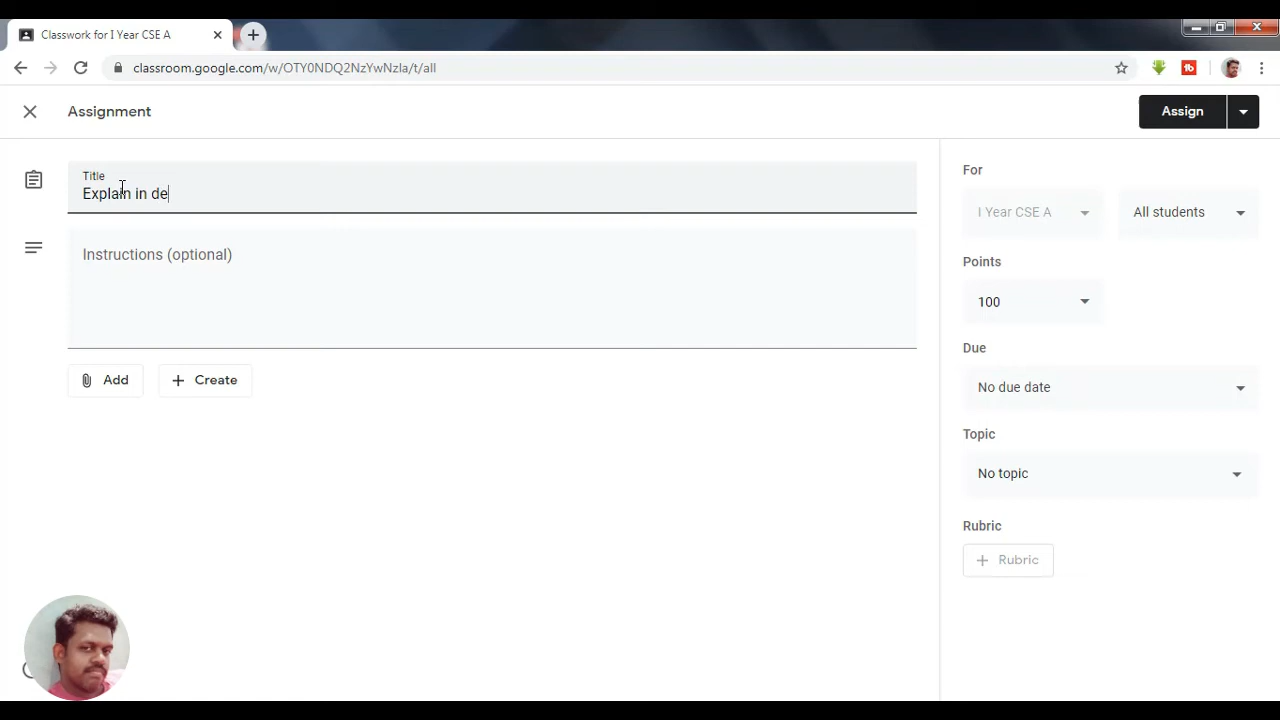 Classwork for I Year CSE A
classroom.google.com/w/OTY0NDQ2NzYwNzla/t/all
Assignment
Assign
Title
Explain in de
Instructions (optional)
Add
Create
For
I Year CSE A
All students
Points
100
Due
No due date
Topic
No topic
Rubric
Rubric